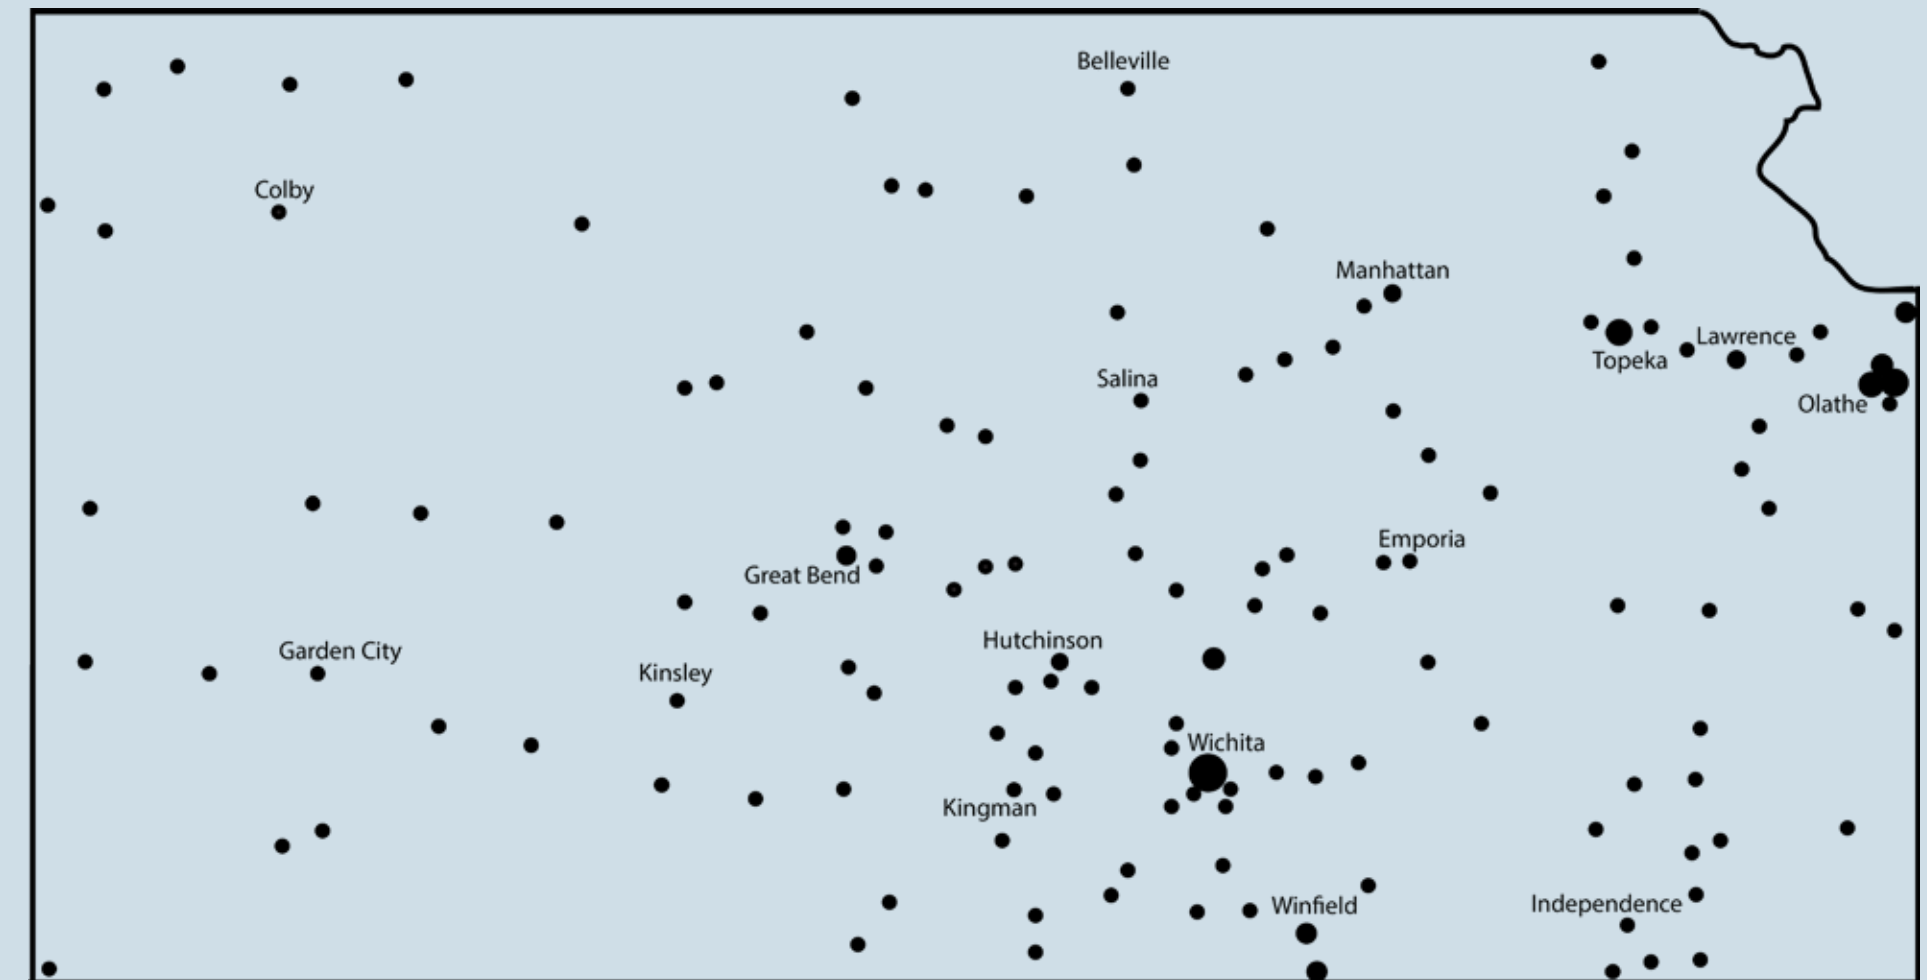 Belleville
Colby
Manhattan
Lawrence
Topeka
Salina
Olathe
Emporia
Great Bend
Hutchinson
Garden City
Kinsley
Wichita
Kingman
Independence
Winfield